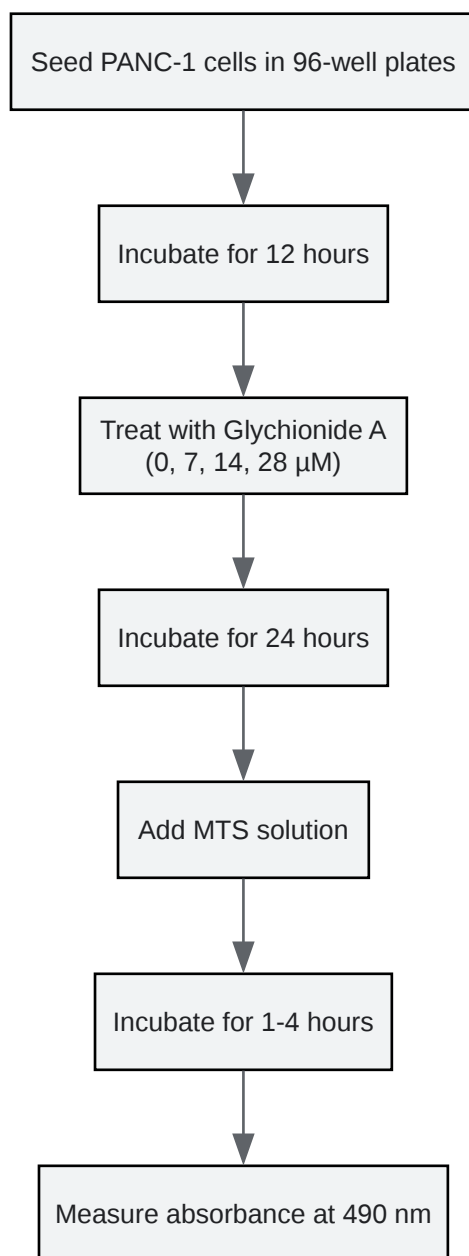 Seed PANC-1 cells in 96-well plates
Incubate for 12 hours
Treat with Glychionide A
(0, 7, 14, 28 μM)
Incubate for 24 hours
Add MTS solution
Incubate for 1-4 hours
Measure absorbance at 490 nm